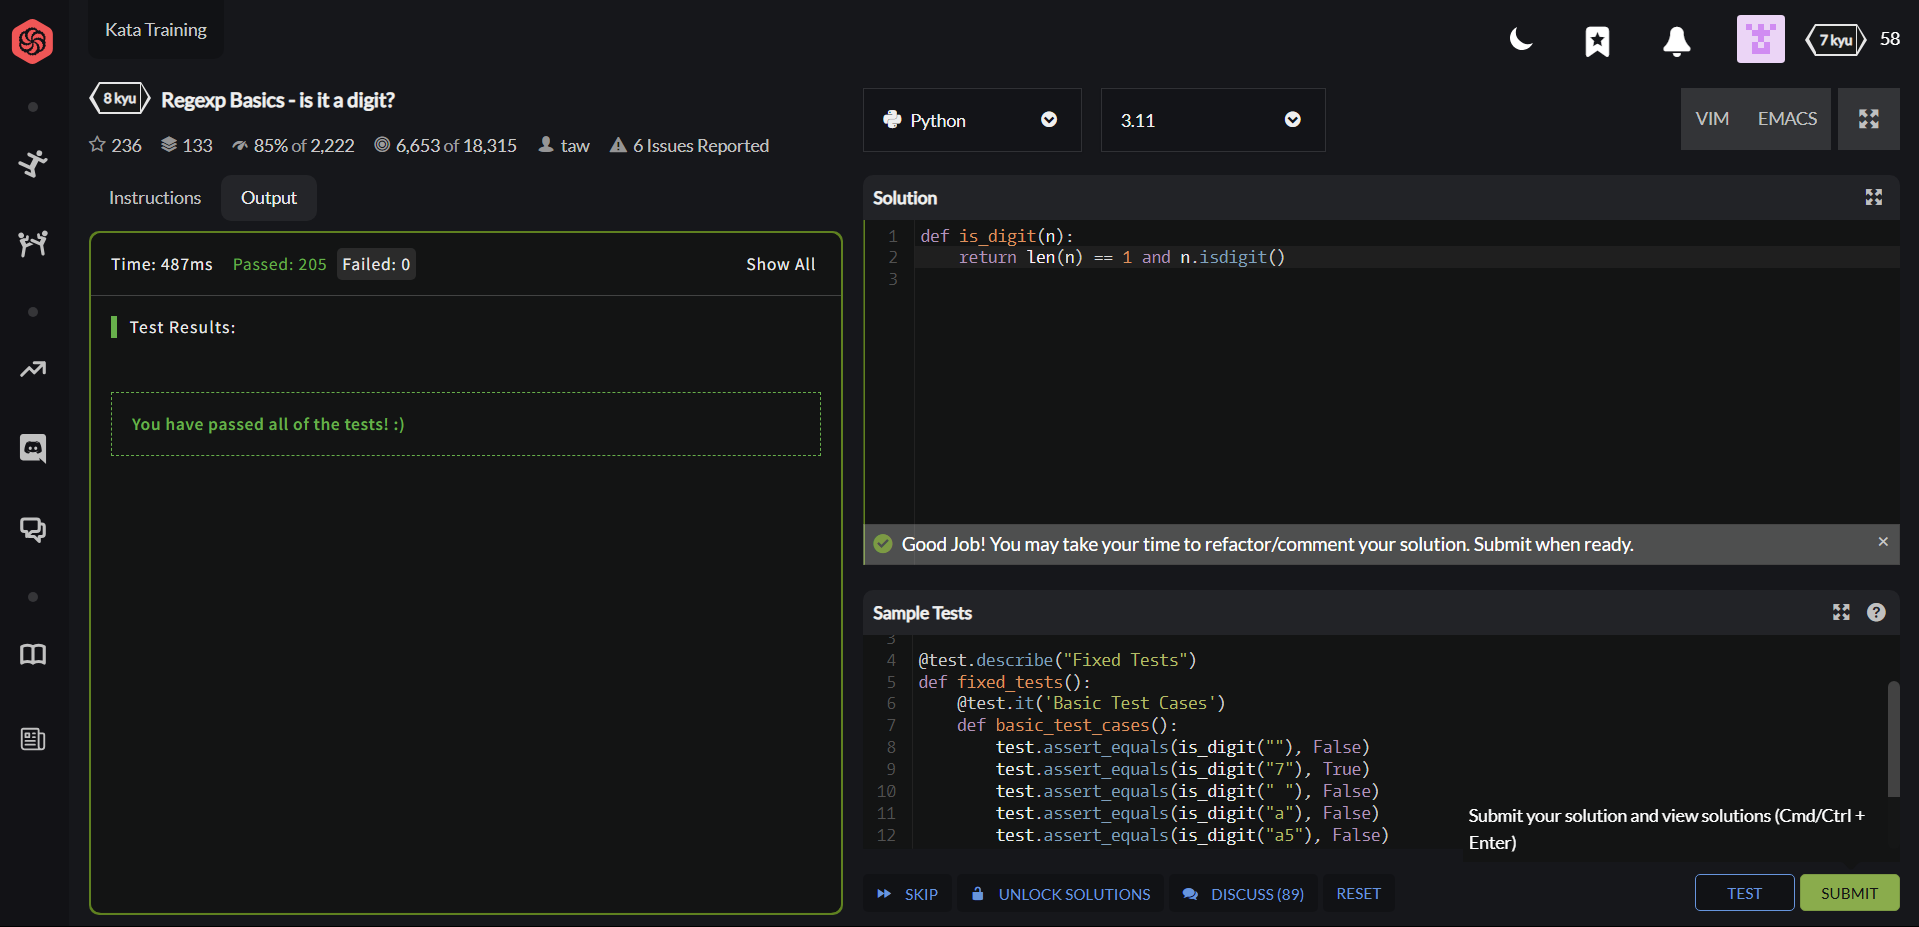 Kata Training
7 kyu 58
8 kyu Regexp Basics - is it a digit?
236 133 85% of 2,222 6,653 of 18,315 taw 6 Issues Reported
Python 3.11 VIM EMACS
Instructions Output
Time: 487ms Passed: 205 Failed: 0 Show All
Test Results:
You have passed all of the tests! :)
Solution
1 def is_digit(n):
2     return len(n) == 1 and n.isdigit()
3
Good Job! You may take your time to refactor/comment your solution. Submit when ready.
Sample Tests
3
4 @test.describe("Fixed Tests")
5 def fixed_tests():
6     @test.it('Basic Test Cases')
7     def basic_test_cases():
8         test.assert_equals(is_digit(""), False)
9         test.assert_equals(is_digit("7"), True)
10         test.assert_equals(is_digit(" "), False)
11         test.assert_equals(is_digit("a"), False)
12         test.assert_equals(is_digit("a5"), False)
Submit your solution and view solutions (Cmd/Ctrl +
Enter)
SKIP UNLOCK SOLUTIONS DISCUSS (89) RESET TEST SUBMIT